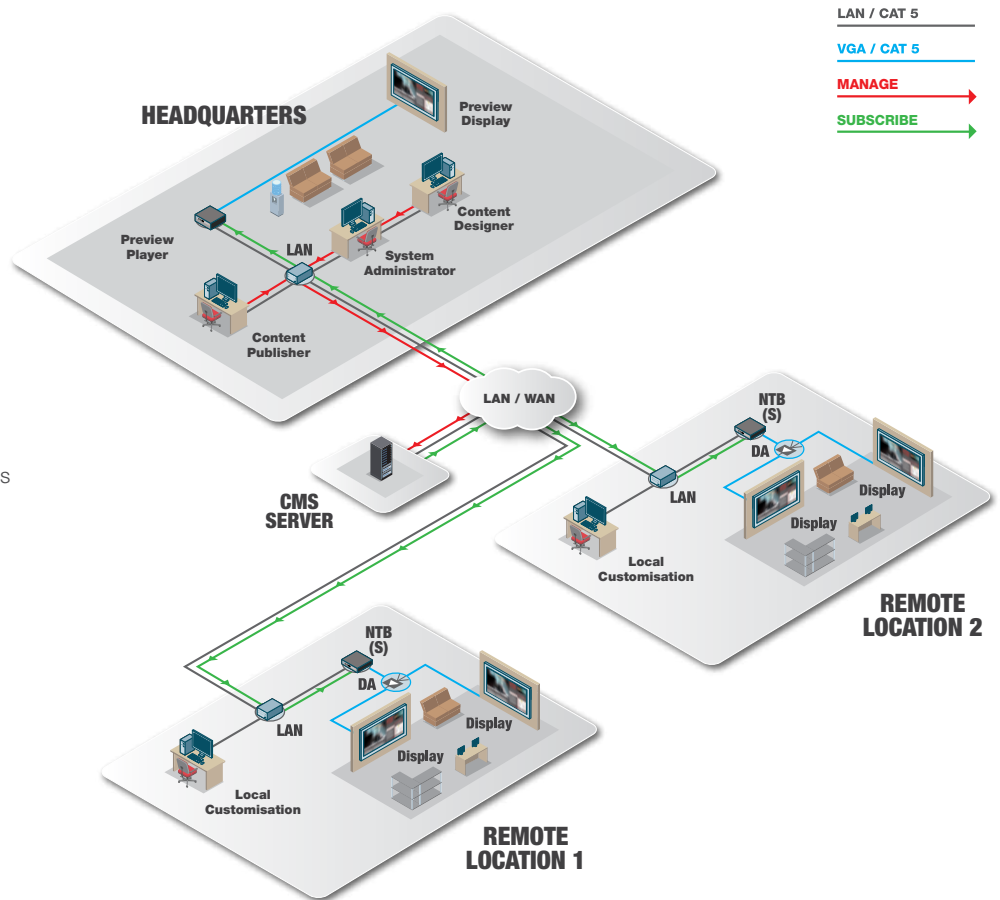 LAN / CAT 5
VGA / CAT 5
MANAGE
SUBSCRIBE
HEADQUARTERS
Preview
Display
Content
Designer
Preview
Player
LAN
System
Administrator
Content
Publisher
LAN / WAN
CMS
SERVER
S
NTB
(S)
DA
LAN
Display
Display
Local
Customisation
REMOTE
LOCATION 2
NTB
(S)
DA
LAN
Display
Display
Local
Customisation
REMOTE
LOCATION 1